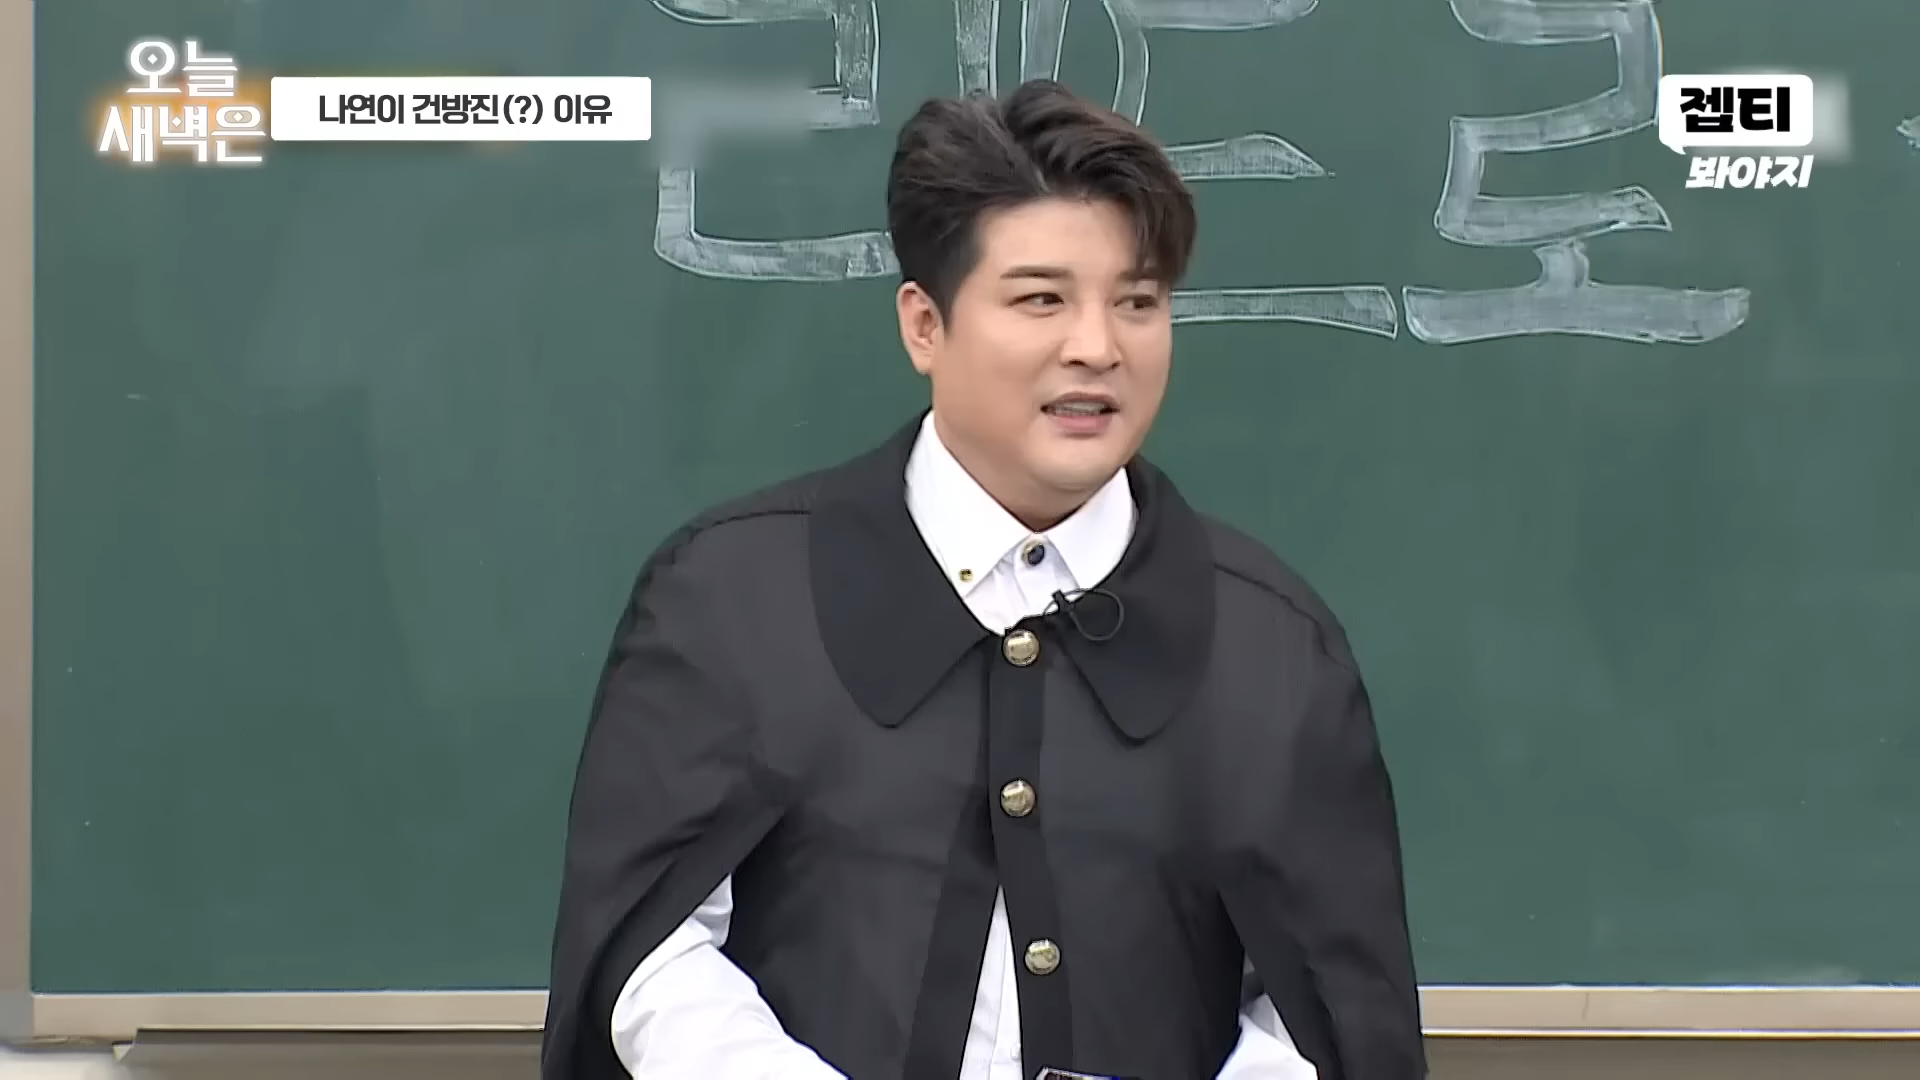 오늘
새벽은
나연이 건방진(?) 이유
젭티
봐야지